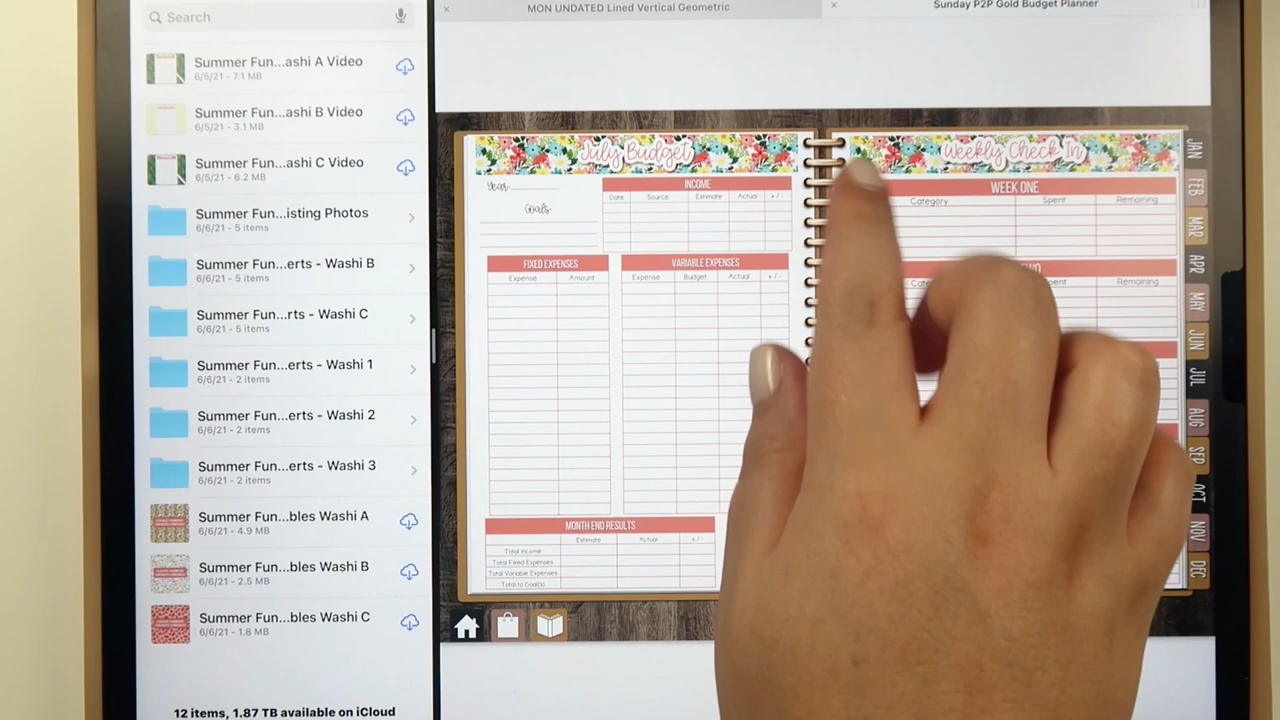 Search
Summer Fun...ashi A Video
6/5/21 - 7.1 MB
Summer Fun...ashi B Video
6/5/21 - 3.1 MB
Summer Fun...ashi C Video
6/5/21 - 6.2 MB
Summer Fun...isting Photos
6/6/21 - 5 items
Summer Fun...erts - Washi B
6/6/21 - 5 items
Summer Fun...rts - Washi C
6/6/21 - 5 items
Summer Fun...erts - Washi 1
6/6/21 - 2 items
Summer Fun...erts - Washi 2
6/6/21 - 2 items
Summer Fun...erts - Washi 3
6/6/21 - 2 items
Summer Fun...bles Washi A
6/6/21 - 4.9 MB
Summer Fun...bles Washi B
6/6/21 - 2.5 MB
Summer Fun...bles Washi C
6/6/21 - 1.8 MB
12 items, 1.87 TB available on iCloud
MON UNDATED Lined Vertical Geometric
Sunday P2P Gold Budget Planner
July Budget
Year:
Goals:
INCOME
Date Source Estimate Actual + / -
FIXED EXPENSES
Expense Amount
VARIABLE EXPENSES
Expense Budget Actual + / -
MONTH END RESULTS
Estimate Actual + / -
Total Income
Total Fixed Expenses
Total Variable Expenses
Total to Goal(s)
Weekly Check In
WEEK ONE
Category Spent Remaining
Remaining
JAN
FEB
MAR
APR
MAY
JUN
JUL
AUG
SEP
OCT
NOV
DEC